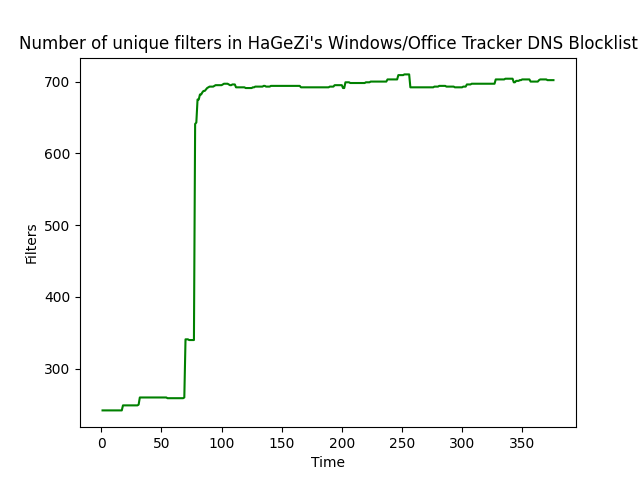 Number of unique filters in HaGeZi's Windows/Office Tracker DNS Blocklist
700
600
500
400
300
Filters
0 50 100 150 200 250 300 350
Time